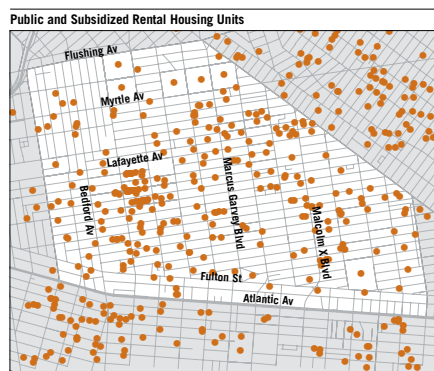 Public and Subsidized Rental Housing Units
Flushing Av
Myrtle Av
Lafayette Av
Bedford Av
Marcus Garvey Blvd
Malcolm X Blvd
Fulton St
Atlantic Av